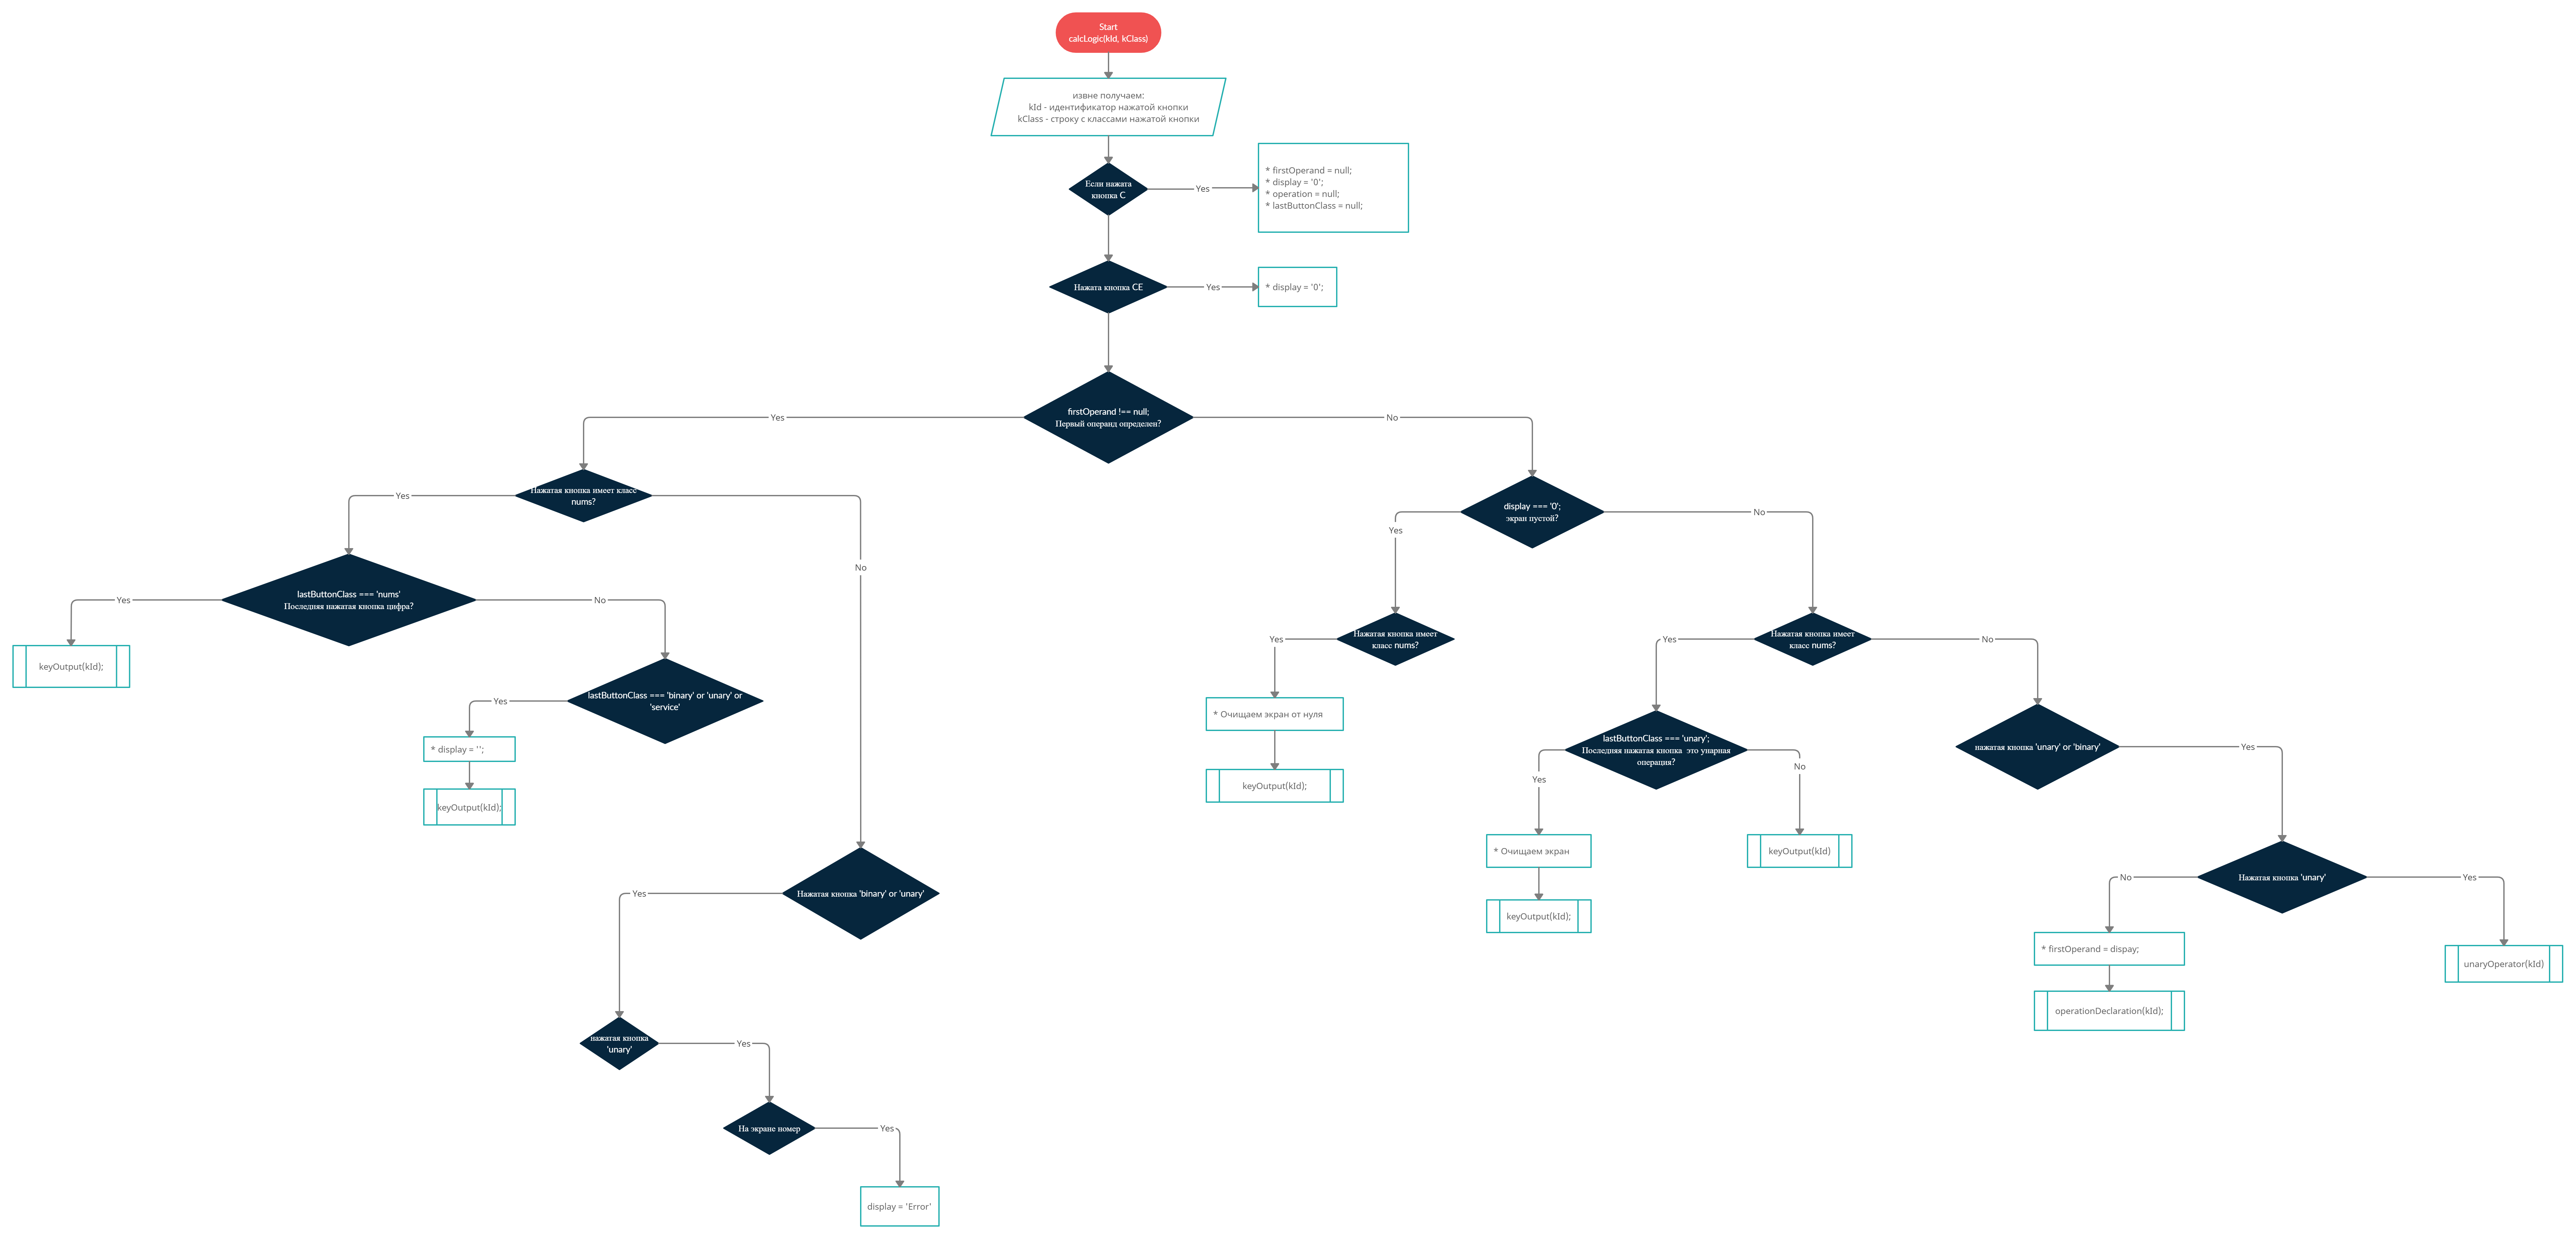 Start
calcLogic(kId, kClass)
извне получаем:
kId - идентификатор нажатой кнопки
kClass - строку с классами нажатой кнопки
Если нажата
кнопка C
Yes
* firstOperand = null;
* display = '0';
* operation = null;
* lastButtonClass = null;
Нажата кнопка CE
Yes
* display = '0';
firstOperand !== null;
Первый операнд определен?
Yes
No
Нажатая кнопка имеет класс
nums?
Yes
No
display === '0';
экран пустой?
Yes
No
lastButtonClass === 'nums'
Последняя нажатая кнопка цифра?
Yes
No
keyOutput(kId);
lastButtonClass === 'binary' or 'unary' or
'service'
Yes
* display = '';
keyOutput(kId);
Нажатая кнопка имеет
класс nums?
Yes
* Очищаем экран от нуля
keyOutput(kId);
Нажатая кнопка имеет
класс nums?
Yes
No
lastButtonClass === 'unary';
Последняя нажатая кнопка это унарная
операция?
Yes
No
* Очищаем экран
keyOutput(kId);
keyOutput(kId)
нажатая кнопка 'unary' or 'binary'
Yes
Нажатая кнопка 'unary'
No
Yes
* firstOperand = dispay;
operationDeclaration(kId);
unaryOperator(kId)
Нажатая кнопка 'binary' or 'unary'
Yes
нажатая кнопка
'unary'
Yes
На экране номер
Yes
display = 'Error'